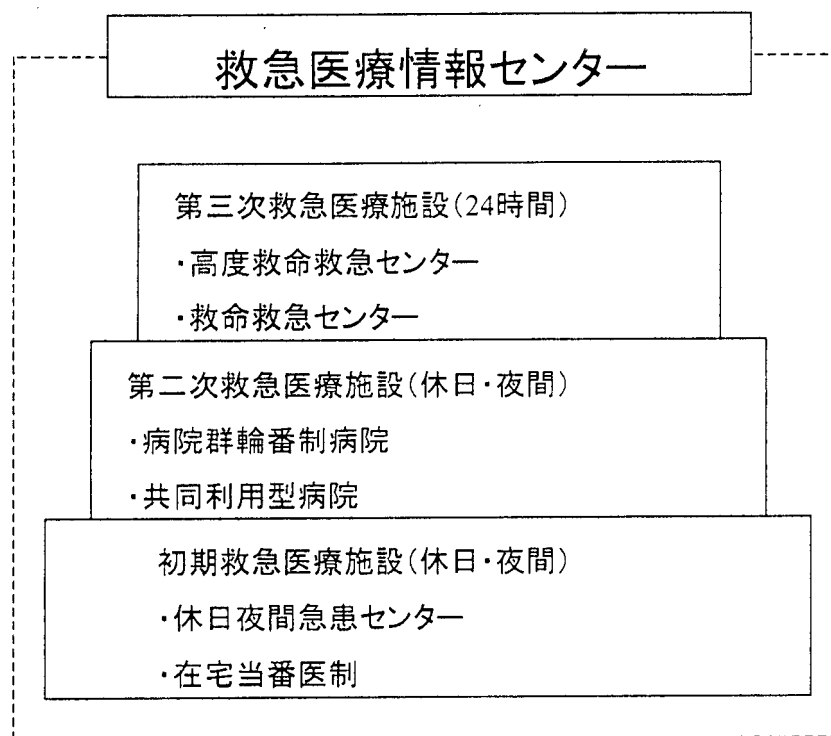 救急医療情報センター
第三次救急医療施設(24時間)
・高度救命救急センター
・救命救急センター
第二次救急医療施設(休日・夜間)
・病院群輪番制病院
・共同利用型病院
初期救急医療施設(休日・夜間)
・休日夜間急患センター
・在宅当番医制